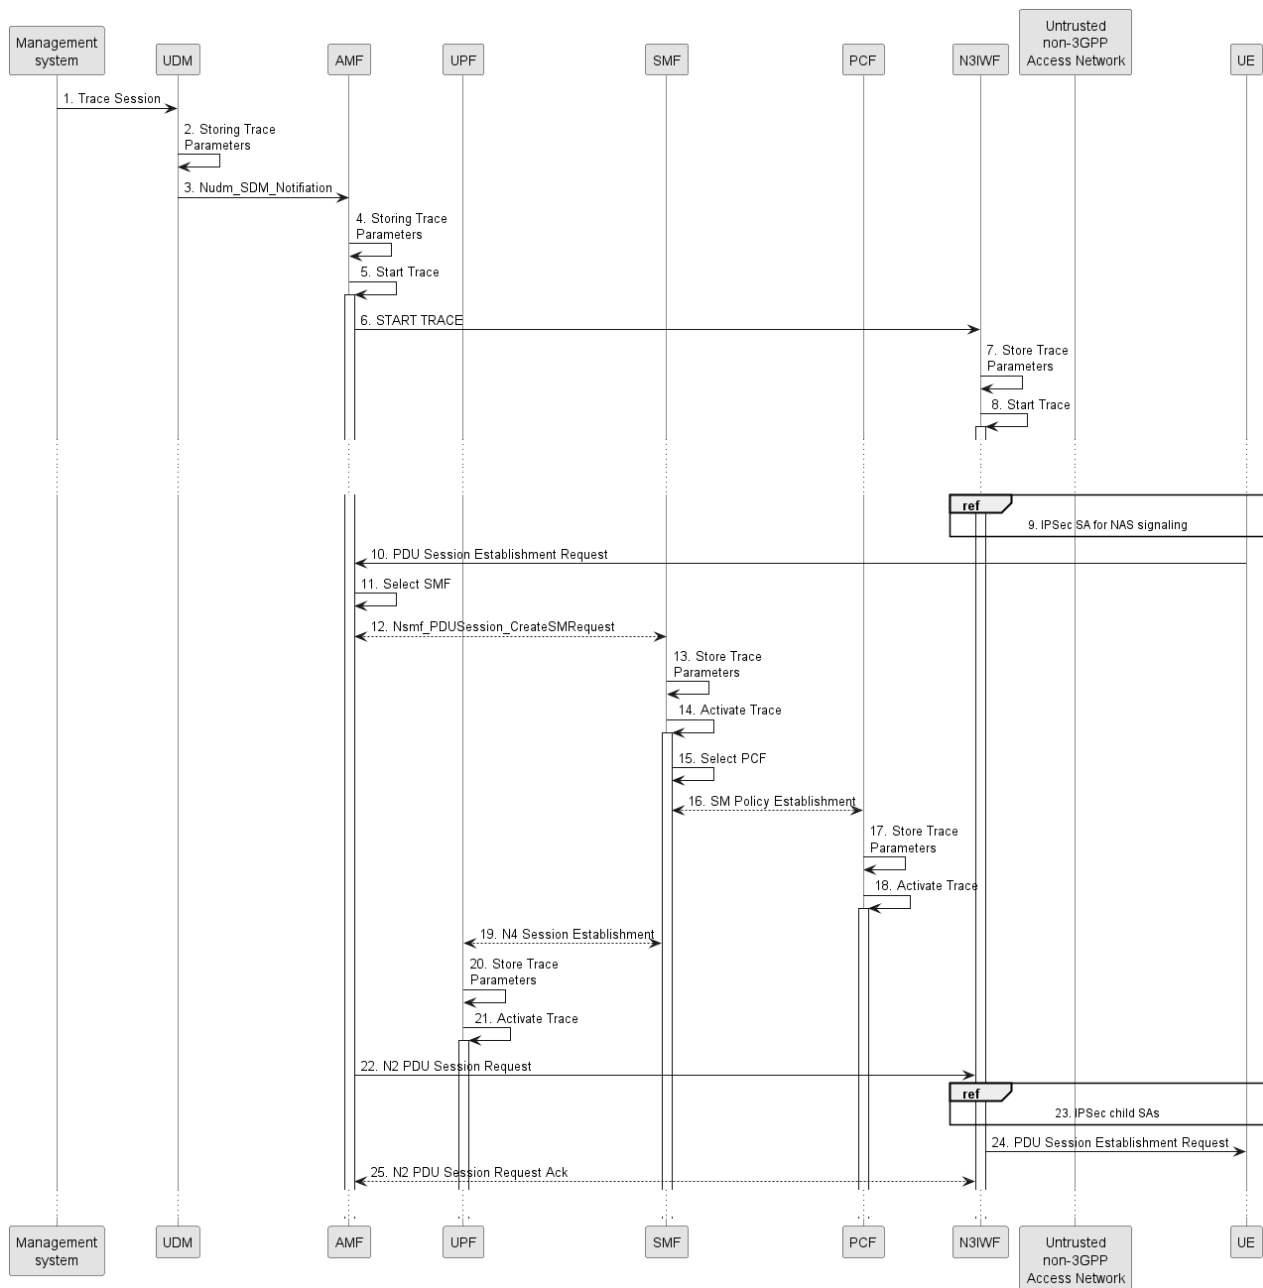 Management
system
UDM
AMF
UPF
SMF
PCF
N3IWF
Untrusted
non-3GPP
Access Network
UE
1. Trace Session
2. Storing Trace
Parameters
3. Nudm_SDM_Notifiation
4. Storing Trace
Parameters
5. Start Trace
6. START TRACE
7. Store Trace
Parameters
8. Start Trace
ref
9. IPSec SA for NAS signaling
10. PDU Session Establishment Request
11. Select SMF
12. Nsmf_PDUSession_CreateSMRequest
13. Store Trace
Parameters
14. Activate Trace
15. Select PCF
16. SM Policy Establishment
17. Store Trace
Parameters
18. Activate Trace
19. N4 Session Establishment
20. Store Trace
Parameters
21. Activate Trace
22. N2 PDU Session Request
ref
23. IPSec child SAs
24. PDU Session Establishment Request
25. N2 PDU Session Request Ack
Management
system
UDM
AMF
UPF
SMF
PCF
N3IWF
Untrusted
non-3GPP
Access Network
UE